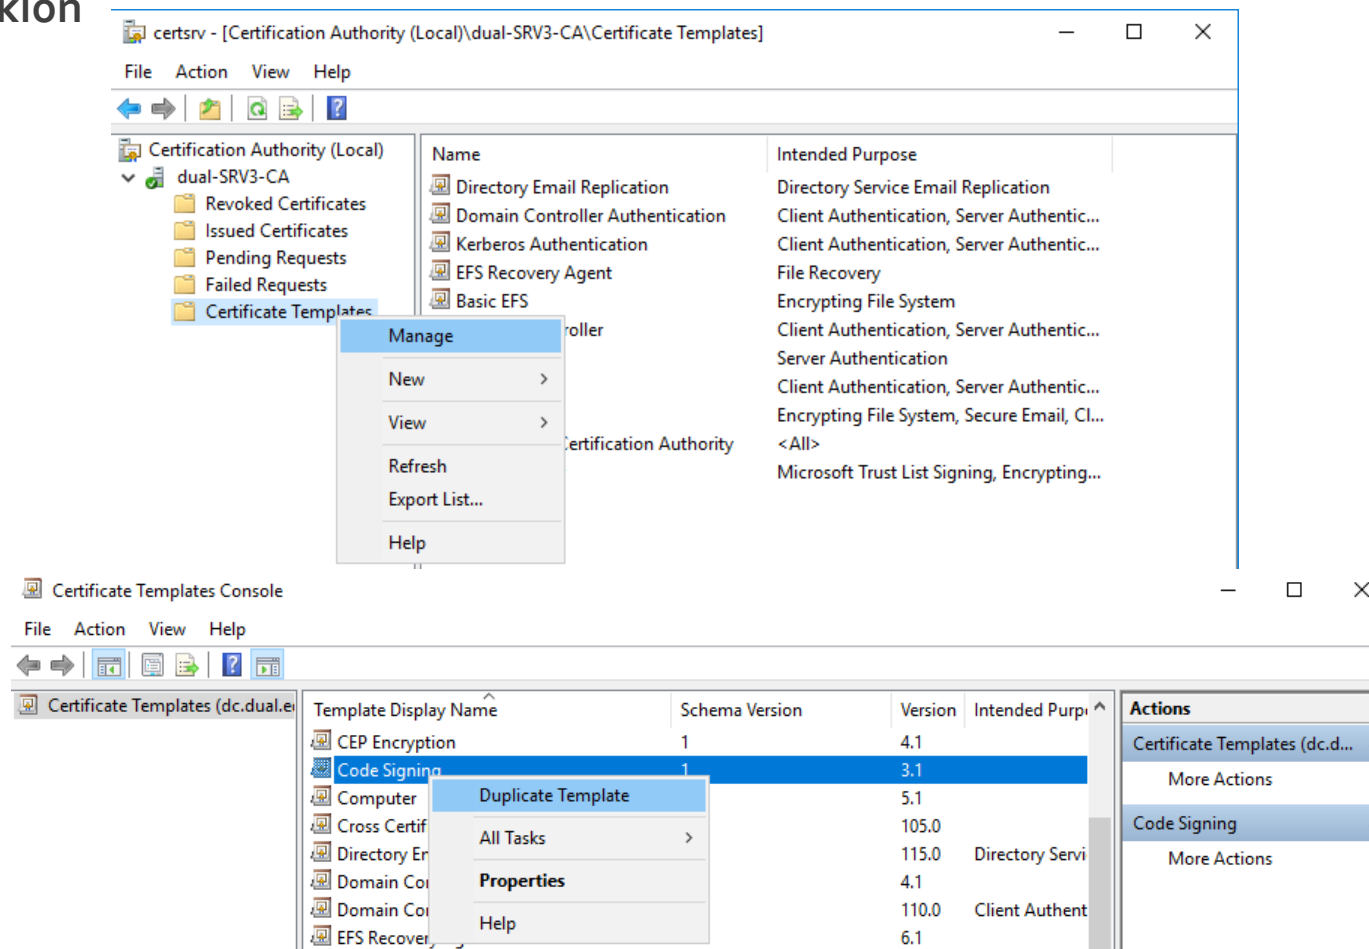 kion
certsrv - [Certification Authority (Local)\dual-SRV3-CA\Certificate Templates]
File Action View Help
Certification Authority (Local)
dual-SRV3-CA
Revoked Certificates
Issued Certificates
Pending Requests
Failed Requests
Certificate Templates
Name Intended Purpose
Directory Email Replication Directory Service Email Replication
Domain Controller Authentication Client Authentication, Server Authentic...
Kerberos Authentication Client Authentication, Server Authentic...
EFS Recovery Agent File Recovery
Basic EFS Encrypting File System
roller Client Authentication, Server Authentic...
Server Authentication
Client Authentication, Server Authentic...
Encrypting File System, Secure Email, Cl...
Certification Authority <All>
Microsoft Trust List Signing, Encrypting...
Manage
New
View
Refresh
Export List...
Help
Certificate Templates Console
File Action View Help
Certificate Templates (dc.dual.e
Template Display Name Schema Version Version Intended Purp
CEP Encryption 1 4.1
Code Signing 1 3.1
Computer 5.1
Cross Certif 105.0
Directory Er 115.0 Directory Servi
Domain Co 4.1
Domain Co 110.0 Client Authent
EFS Recover 6.1
Duplicate Template
All Tasks
Properties
Help
Actions
Certificate Templates (dc.d...
More Actions
Code Signing
More Actions